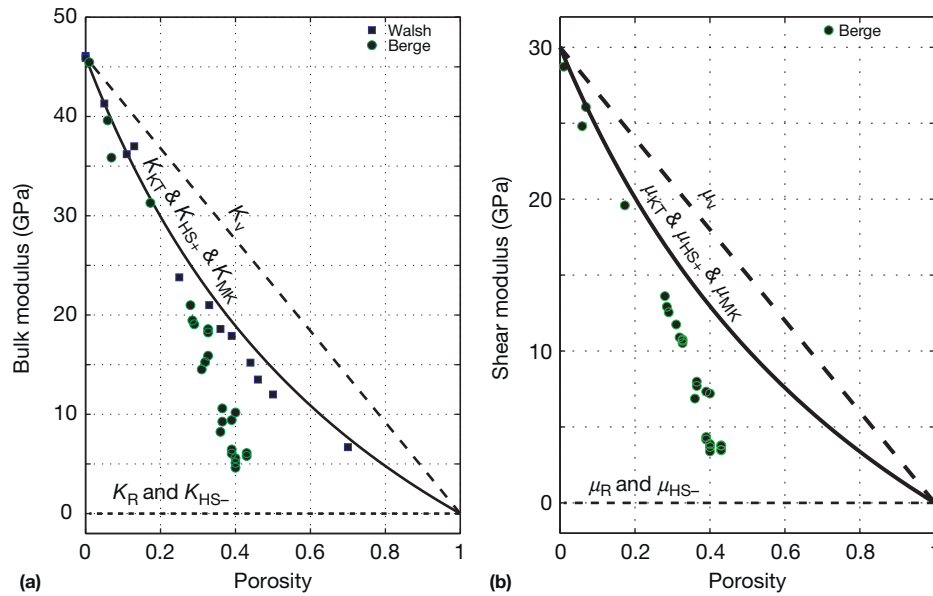 50
40
30
20
10
0
Bulk modulus (GPa)
Walsh
Berge
K_V
K_KT & K_HS+ & K_MK
K_R and K_HS−
0 0.2 0.4 0.6 0.8 1
(a) Porosity
30
20
10
0
Shear modulus (GPa)
Berge
μ_V
μ_KT & μ_HS+ & μ_MK
μ_R and μ_HS−
0 0.2 0.4 0.6 0.8 1
(b) Porosity